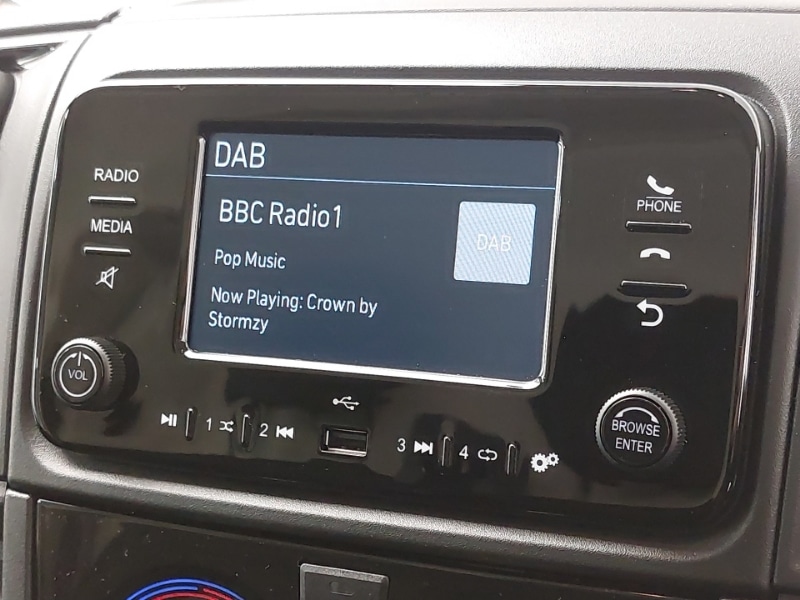 DAB
RADIO
BBC Radio1
DAB
PHONE
MEDIA
Pop Music
Now Playing: Crown by
Stormzy
VOL
1 2 3 4
BROWSE
ENTER